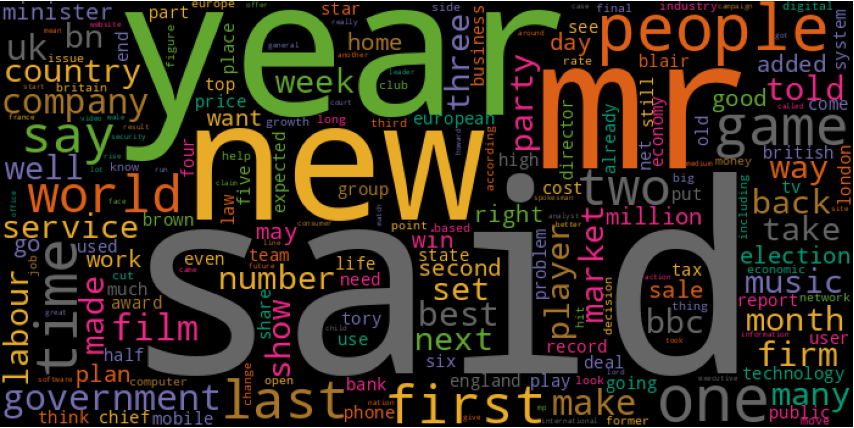 minister
part
star
europe
offer
really
side
case
final
industry
digital
year
mr
people
uk
bn
end
figure
place
top
home
three
business
day
see
website
mean
general
around
another
rate
campaign
got
system
country
issue
britain
start
france
company
price
week
club
leader
blair
added
told
come
say
want
video
wale
security
result
rise
growth
court
long
third
european
party
director
already
still
net
economy
good
old
called
british
london
well
lot
know
run
four
help
five
claim
expected
new
howard
according
high
game
medium
money
way
tv
world
brown
law
face
group
cost
two
put
big
spokesman
including
site
back
service
office
go
used
may
team
consumer
point
match
based
right
analyst
better
million
take
work
even
line
future
came
win
state
problem
player
market
election
labour
time
job
cut
much
number
life
need
second
set
tax
sale
thing
economic
music
made
award
great
said
report
network
film
show
share
tory
use
best
next
record
hit
decision
bbc
action
month
user
information
half
plan
computer
software
change
child
six
deal
lord
took
firm
technology
government
think
chief
mobile
last
open
bank
phone
nation
england
play
look
going
executive
first
give
mp
international
make
former
one
many
public
move